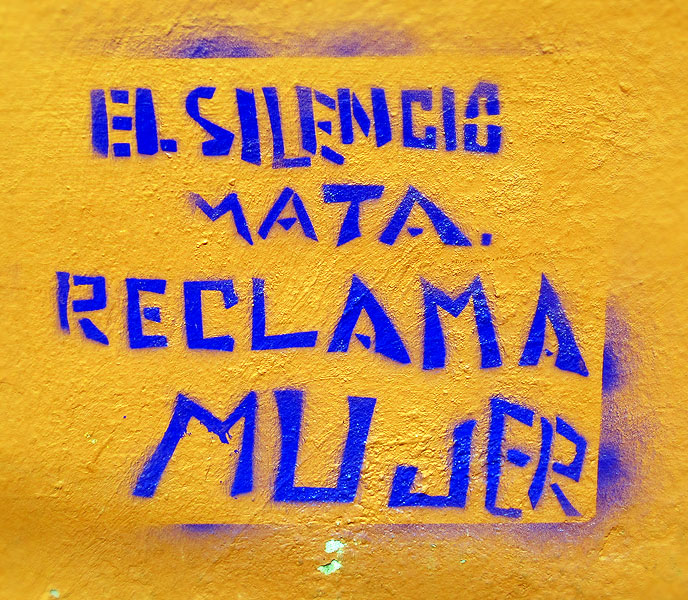 EL SILENCIO
MATA.
RECLAMA
MUJER